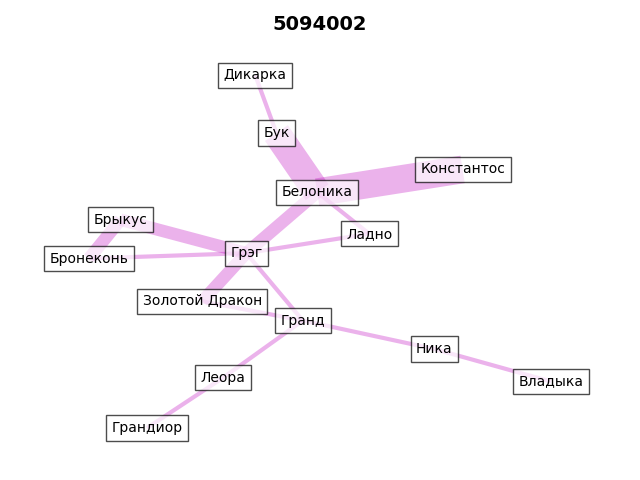 5094002
Дикарка
Бук
Константос
Белоника
Брыкус
Ладно
Грэг
Бронеконь
Золотой Дракон
Гранд
Ника
Леора
Владыка
Грандиор